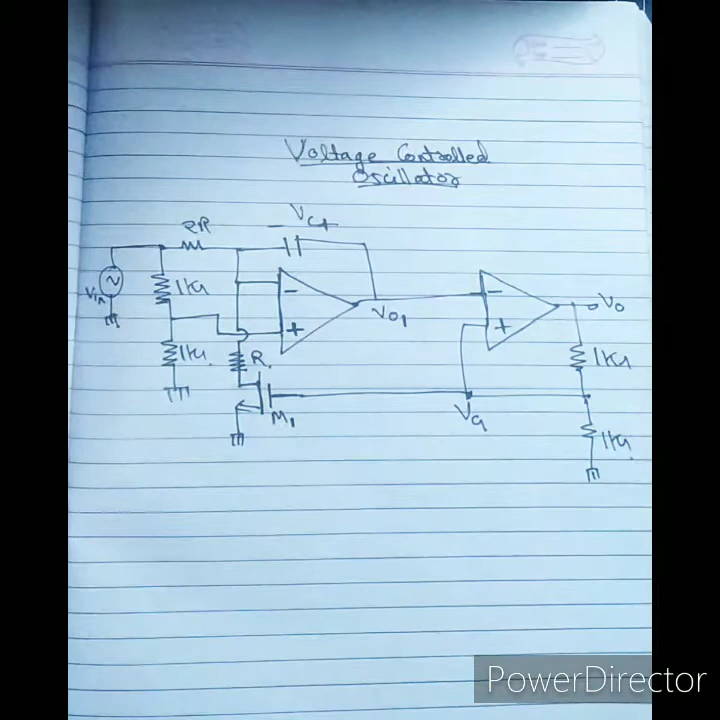 Voltage Controlled
Oscillator
2R
- Vc +
Vin
1kΩ
1kΩ
R
M1
Vo1
Va
Vo
1kΩ
1kΩ
PowerDirector